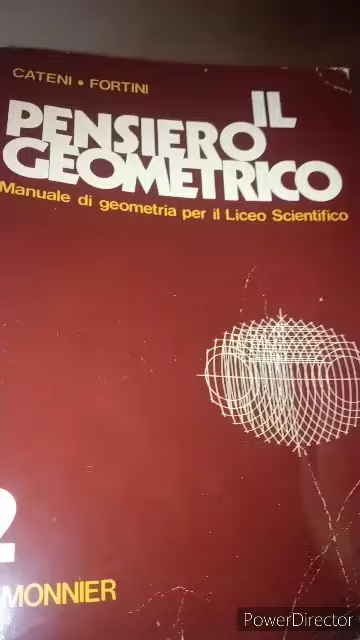 CATENI • FORTINI
IL
PENSIERO
GEOMETRICO
Manuale di geometria per il Liceo Scientifico
2
MONNIER
PowerDirector